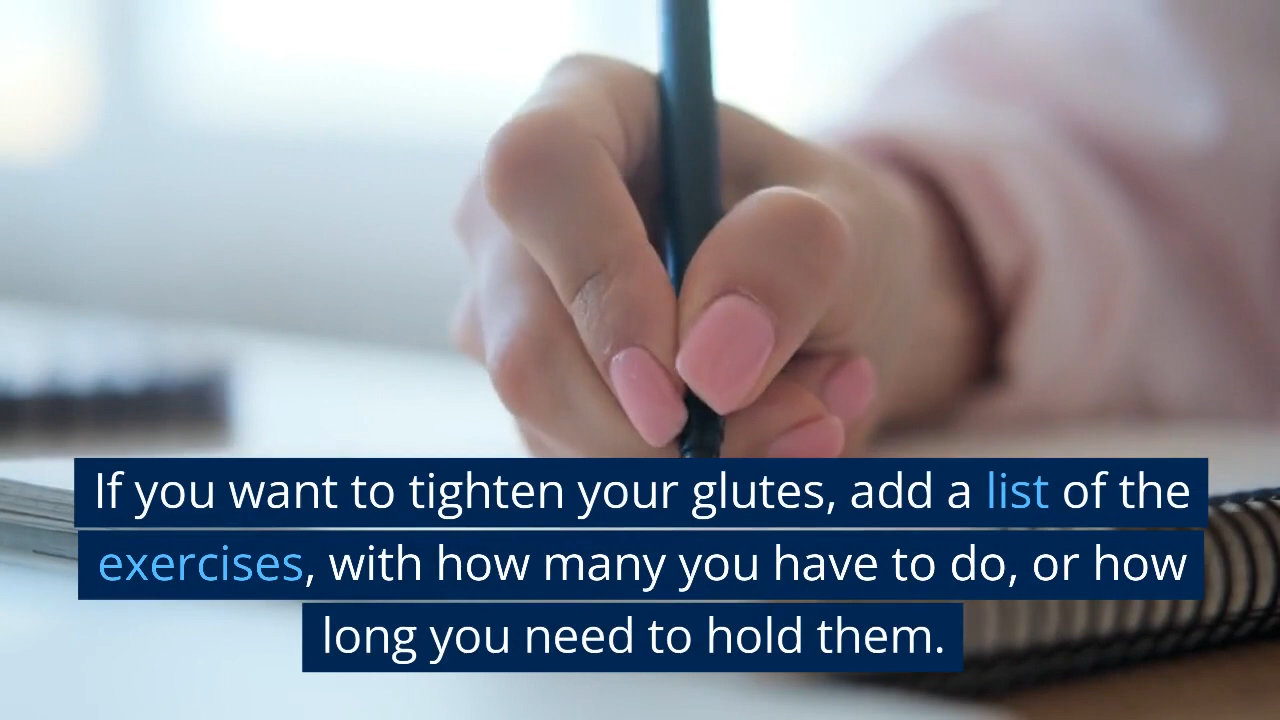 If you want to tighten your glutes, add a list of the
exercises, with how many you have to do, or how
long you need to hold them.